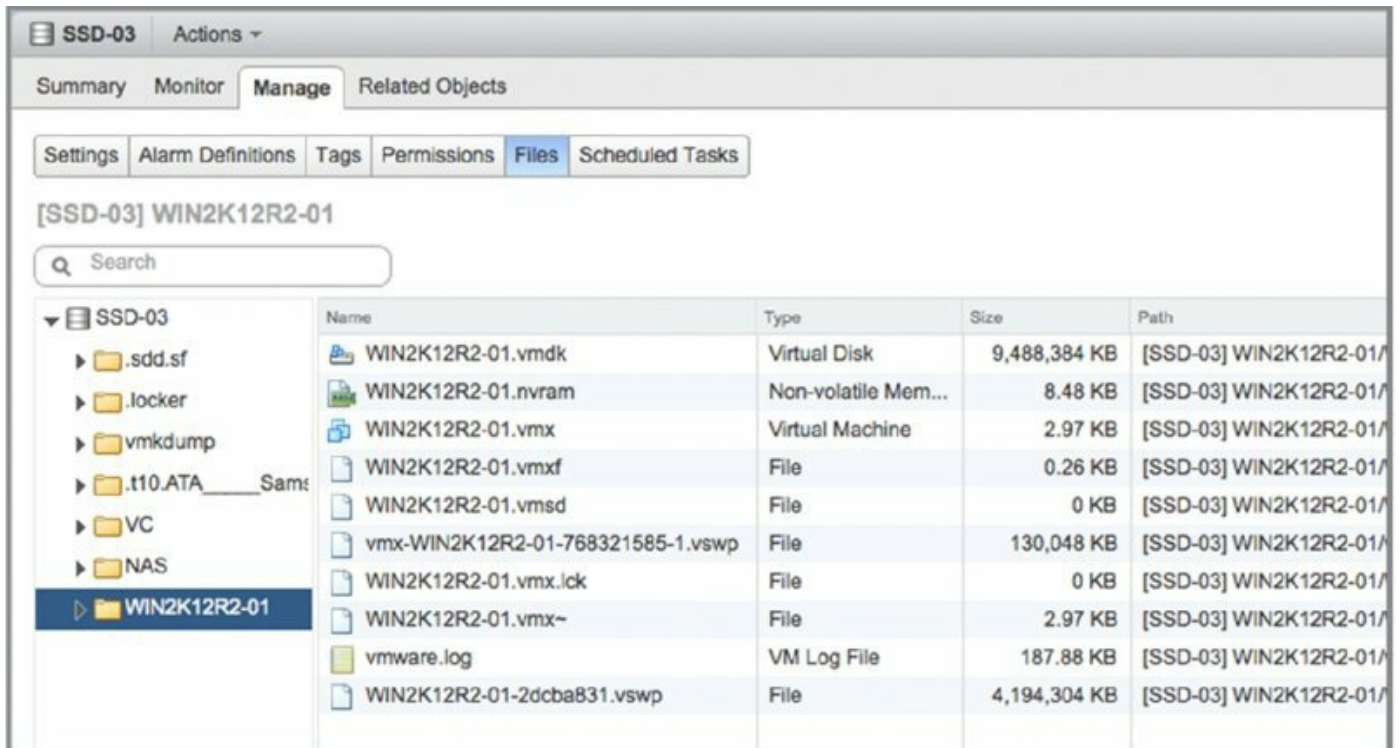 SSD-03 Actions
Summary Monitor Manage Related Objects
Settings Alarm Definitions Tags Permissions Files Scheduled Tasks
[SSD-03] WIN2K12R2-01
Search
SSD-03
.sdd.sf
.locker
vmkdump
.t10.ATA_____Sams
VC
NAS
WIN2K12R2-01
Name Type Size Path
WIN2K12R2-01.vmdk Virtual Disk 9,488,384 KB [SSD-03] WIN2K12R2-01/
WIN2K12R2-01.nvram Non-volatile Mem... 8.48 KB [SSD-03] WIN2K12R2-01/
WIN2K12R2-01.vmx Virtual Machine 2.97 KB [SSD-03] WIN2K12R2-01/
WIN2K12R2-01.vmxf File 0.26 KB [SSD-03] WIN2K12R2-01/
WIN2K12R2-01.vmsd File 0 KB [SSD-03] WIN2K12R2-01/
vmx-WIN2K12R2-01-768321585-1.vswp File 130,048 KB [SSD-03] WIN2K12R2-01/
WIN2K12R2-01.vmx.lck File 0 KB [SSD-03] WIN2K12R2-01/
WIN2K12R2-01.vmx~ File 2.97 KB [SSD-03] WIN2K12R2-01/
vmware.log VM Log File 187.88 KB [SSD-03] WIN2K12R2-01/
WIN2K12R2-01-2dcba831.vswp File 4,194,304 KB [SSD-03] WIN2K12R2-01/